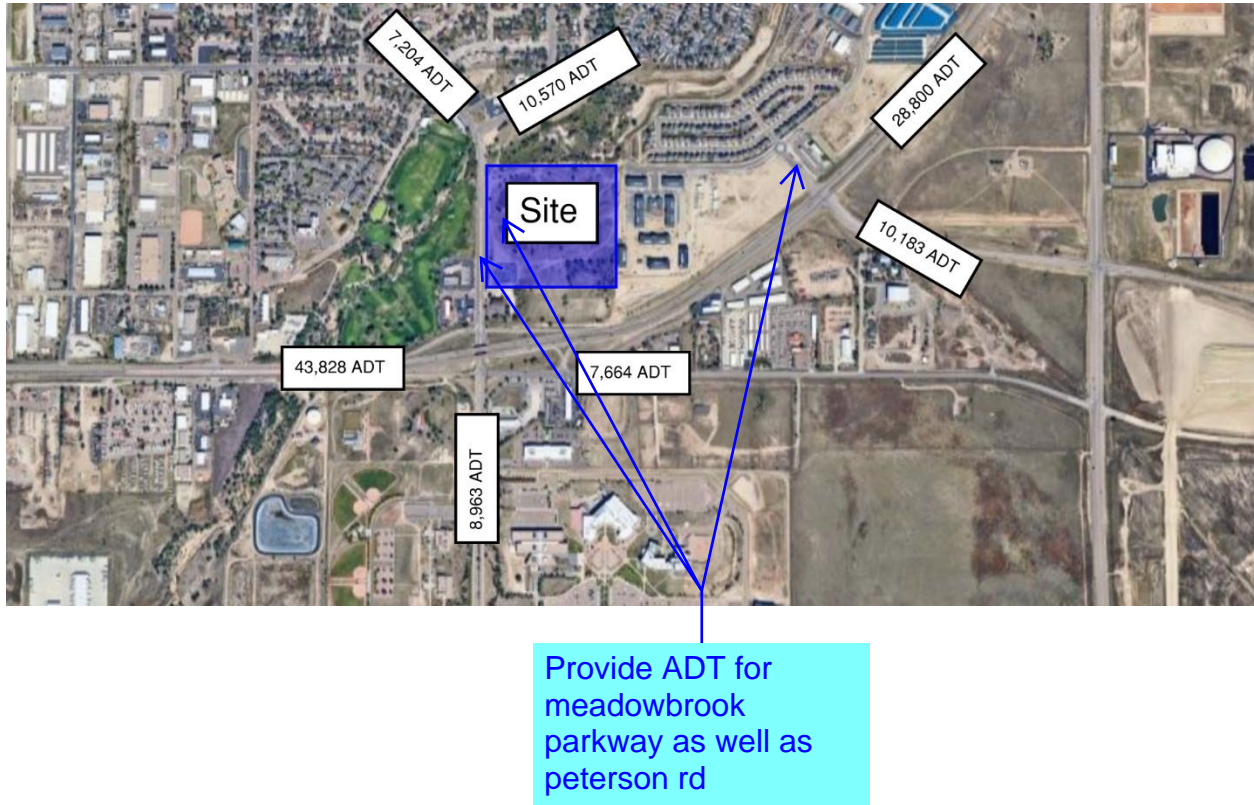 7,204 ADT
10,570 ADT
28,800 ADT
Site
10,183 ADT
43,828 ADT
7,664 ADT
8,963 ADT
Provide ADT for
meadowbrook
parkway as well as
peterson rd